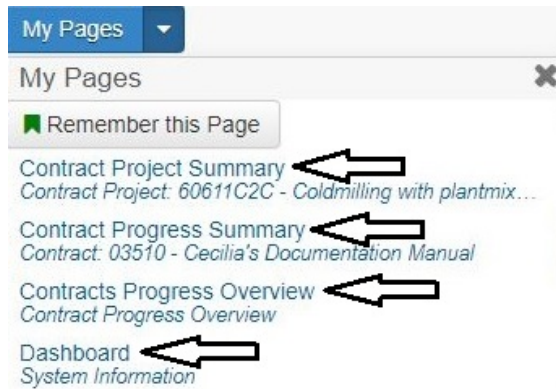 My Pages
My Pages
Remember this Page
Contract Project Summary
Contract Project: 60611C2C - Coldmilling with plantmix...
Contract Progress Summary
Contract: 03510 - Cecilia's Documentation Manual
Contracts Progress Overview
Contract Progress Overview
Dashboard
System Information